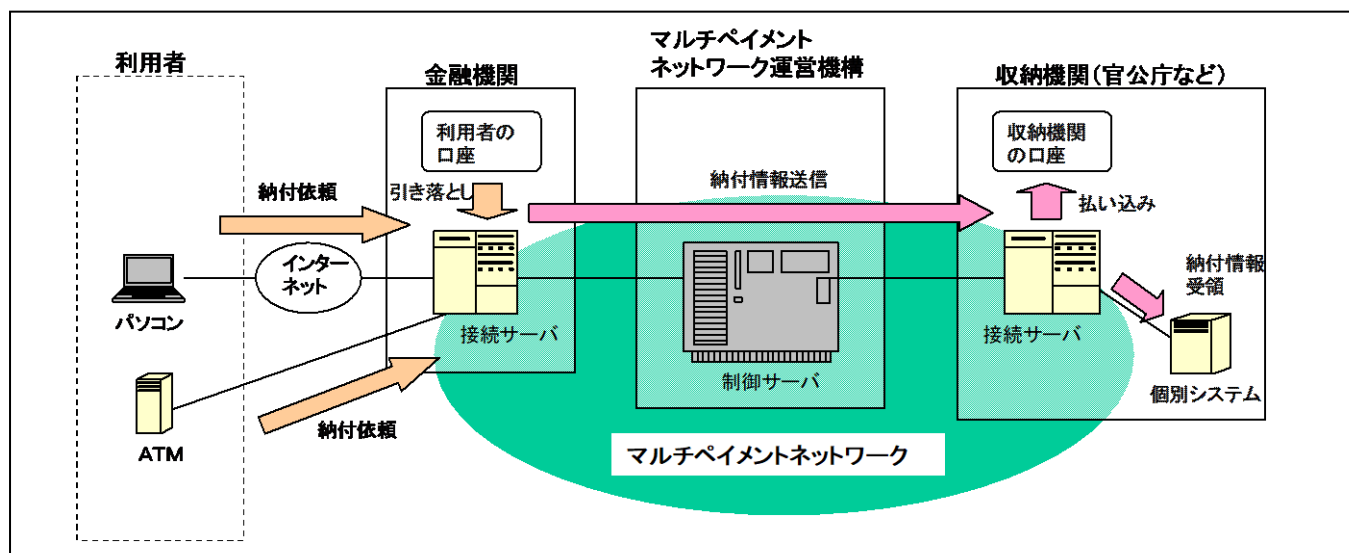 利用者
金融機関
マルチペイメント
ネットワーク運営機構
収納機関(官公庁など)
利用者の
口座
収納機関
の口座
納付依頼
引き落とし
納付情報送信
払い込み
インター
ネット
納付情報
受領
パソコン
接続サーバ
制御サーバ
接続サーバ
個別システム
納付依頼
ATM
マルチペイメントネットワーク